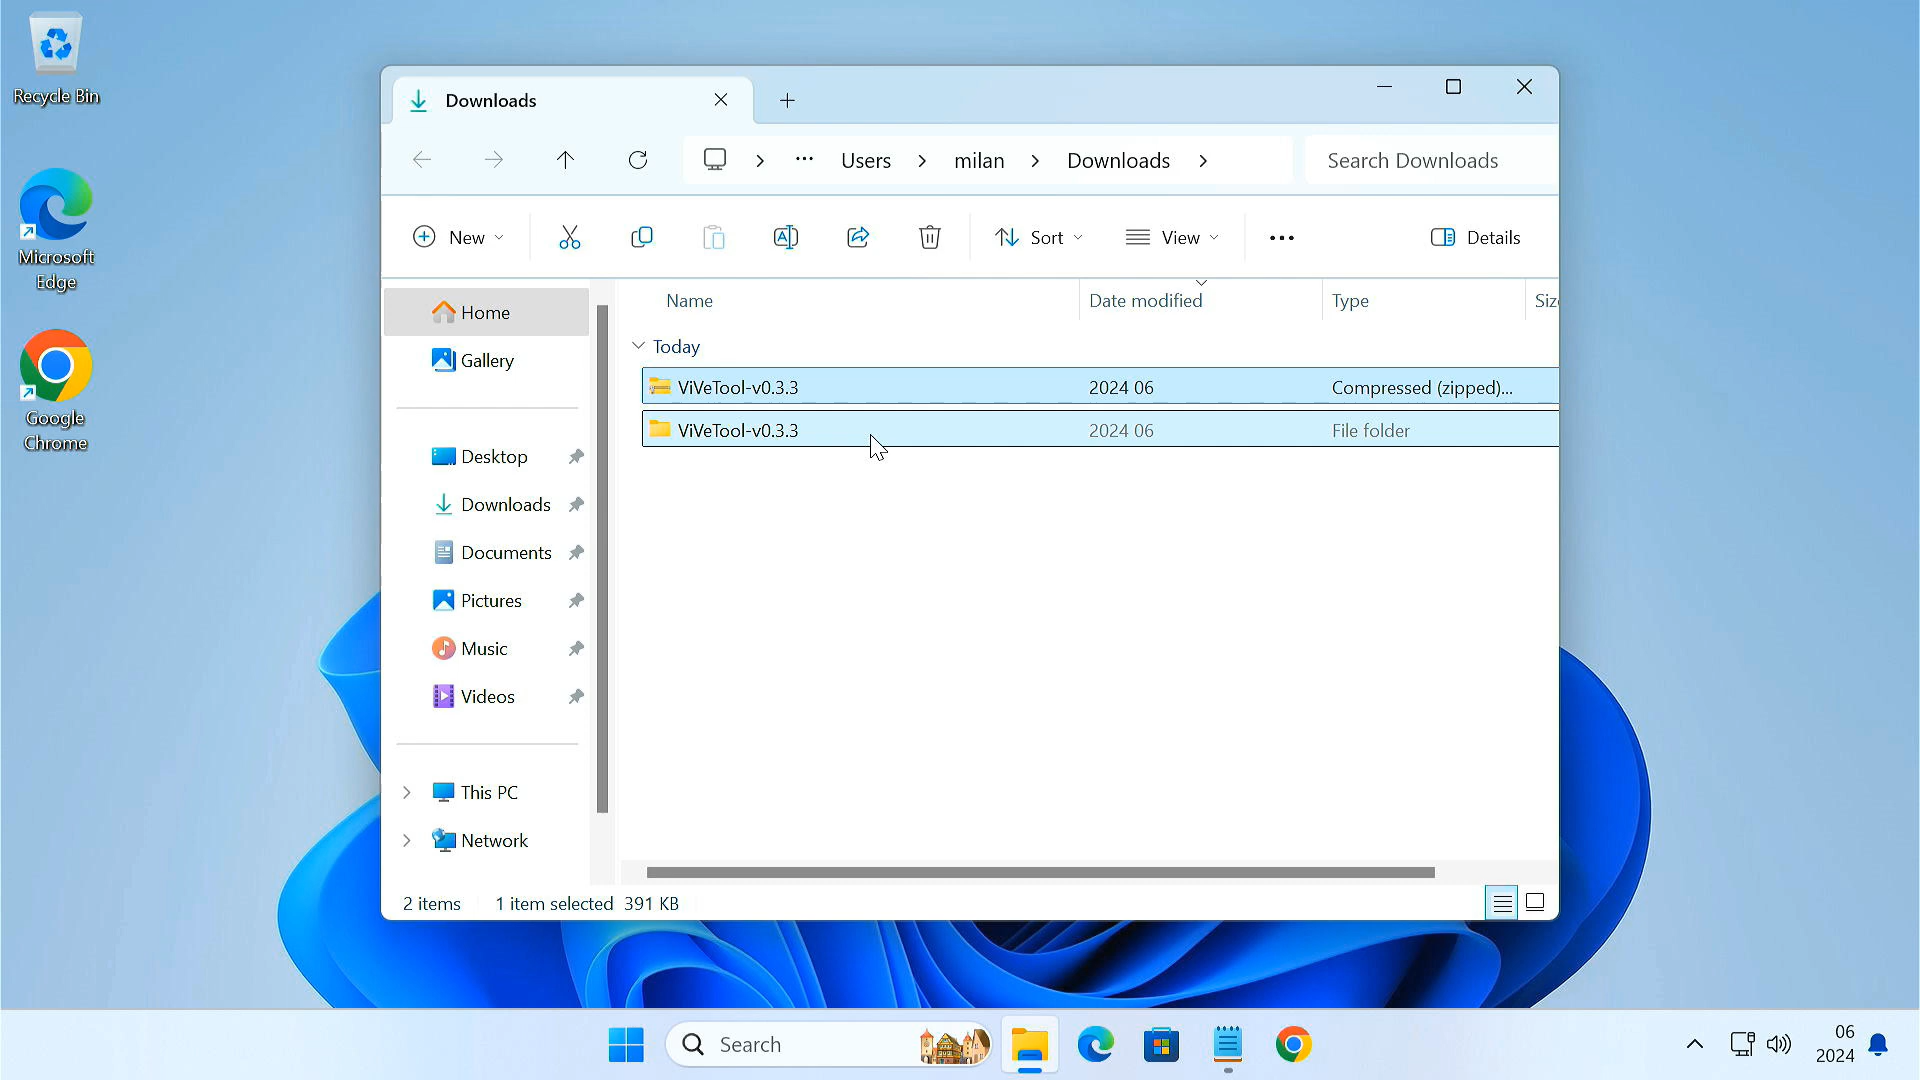 Recycle Bin
Microsoft
Edge
Google
Chrome
Downloads
Users
milan
Downloads
Search Downloads
New
Sort
View
Details
Home
Gallery
Desktop
Downloads
Documents
Pictures
Music
Videos
This PC
Network
Name Date modified Type Siz
Today
ViVeTool-v0.3.3 2024 06 Compressed (zipped)...
ViVeTool-v0.3.3 2024 06 File folder
2 items 1 item selected 391 KB
Search
06
2024